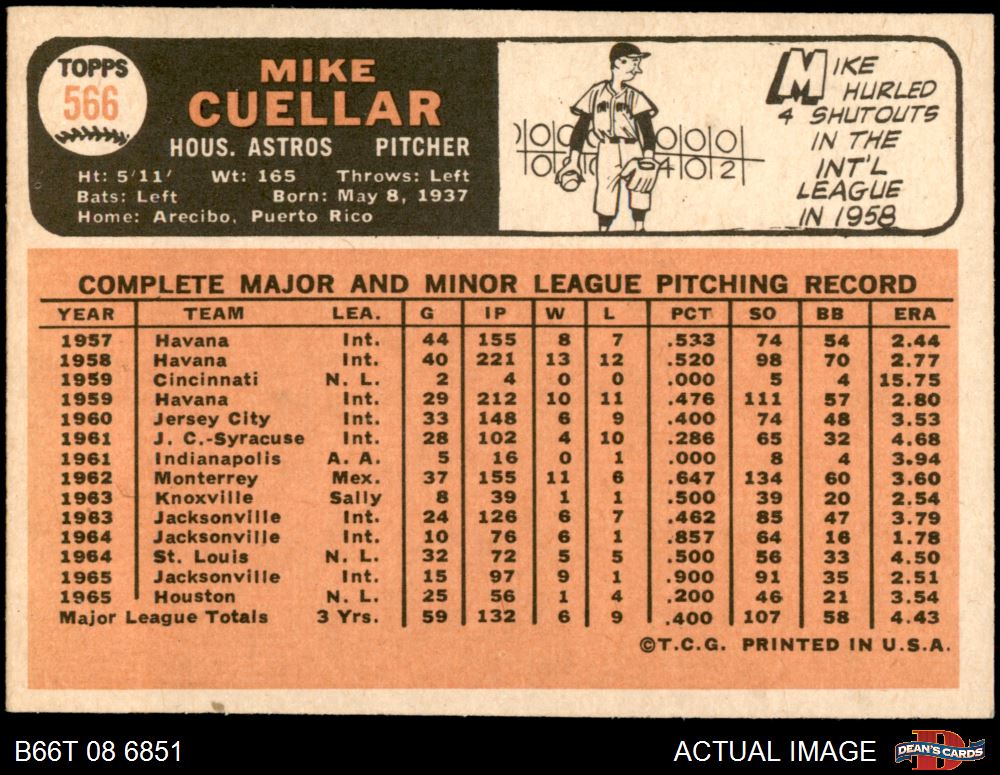 TOPPS
566
MIKE
CUELLAR
HOUS. ASTROS PITCHER
Ht: 5'11' Wt: 165 Throws: Left
Bats: Left Born: May 8, 1937
Home: Arecibo, Puerto Rico
MIKE
HURLED
4 SHUTOUTS
IN THE
INT'L
LEAGUE
IN 1958
COMPLETE MAJOR AND MINOR LEAGUE PITCHING RECORD
YEAR TEAM LEA. G IP W L PCT SO BB ERA
1957 Havana Int. 44 155 8 7 .533 74 54 2.44
1958 Havana Int. 40 221 13 12 .520 98 70 2.77
1959 Cincinnati N. L. 2 4 0 0 .000 5 4 15.75
1959 Havana Int. 29 212 10 11 .476 111 57 2.80
1960 Jersey City Int. 33 148 6 9 .400 74 48 3.53
1961 J. C.-Syracuse Int. 28 102 4 10 .286 65 32 4.68
1961 Indianapolis A. A. 5 16 0 1 .000 8 4 3.94
1962 Monterrey Mex. 37 155 11 6 .647 134 60 3.60
1963 Knoxville Sally 8 39 1 1 .500 39 20 2.54
1963 Jacksonville Int. 24 126 6 7 .462 85 47 3.79
1964 Jacksonville Int. 10 76 6 1 .857 64 16 1.78
1964 St. Louis N. L. 32 72 5 5 .500 56 33 4.50
1965 Jacksonville Int. 15 97 9 1 .900 91 35 2.51
1965 Houston N. L. 25 56 1 4 .200 46 21 3.54
Major League Totals 3 Yrs. 59 132 6 9 .400 107 58 4.43
©T.C.G. PRINTED IN U.S.A.
B66T 08 6851 ACTUAL IMAGE
DEAN'S CARDS